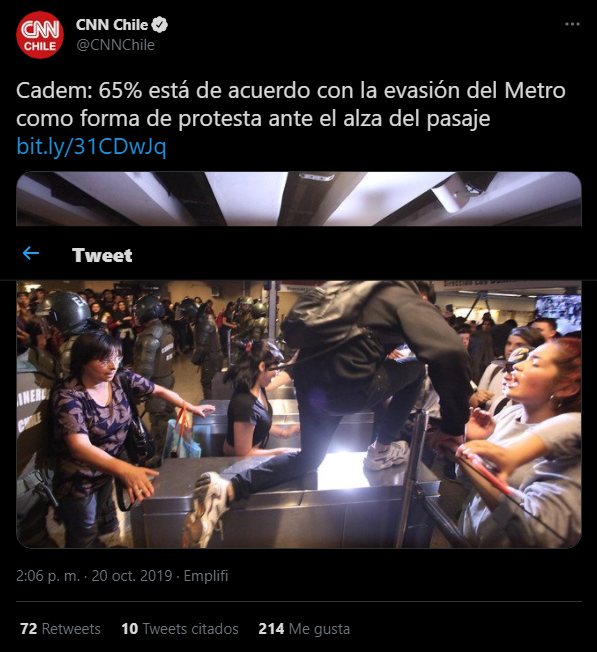 CNN
CHILE
CNN Chile
@CNNChile
Cadem: 65% está de acuerdo con la evasión del Metro
como forma de protesta ante el alza del pasaje
bit.ly/31CDwJq
Tweet
2:06 p. m. · 20 oct. 2019 · Emplifi
72 Retweets 10 Tweets citados 214 Me gusta